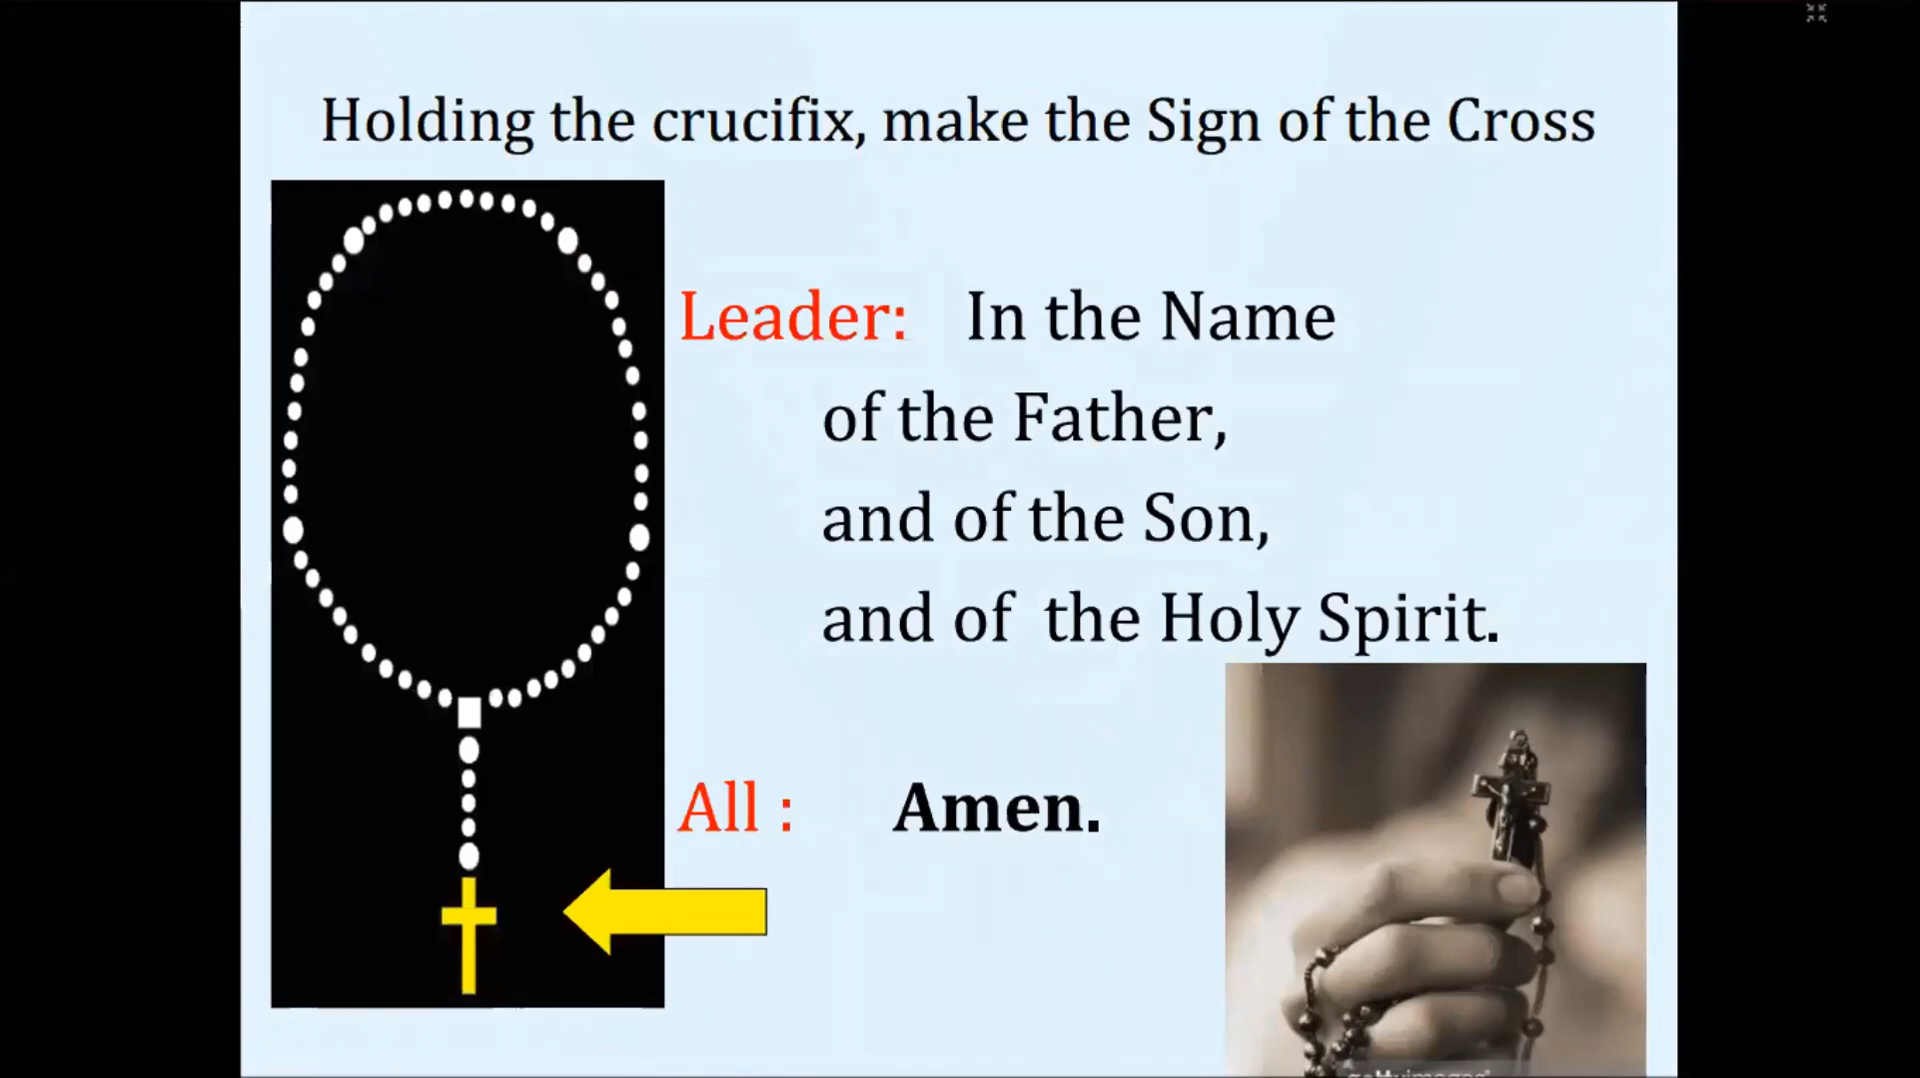 Holding the crucifix, make the Sign of the Cross
Leader: In the Name
of the Father,
and of the Son,
and of the Holy Spirit.
All : Amen.